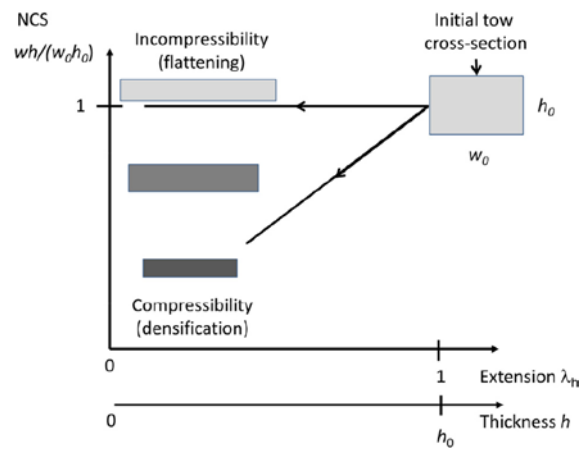 NCS
wh/(w₀h₀)
Incompressibility
(flattening)
Initial tow
cross-section
1
h₀
w₀
Compressibility
(densification)
0
1
Extension λₕ
0
h₀
Thickness h